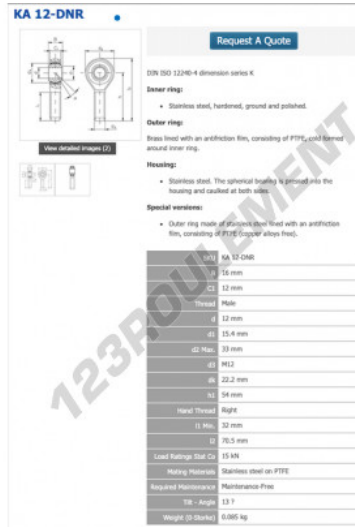 KA 12-DNR
Request A Quote
DIN ISO 12240-4 dimension series K
Inner ring:
• Stainless steel, hardened, ground and polished.
Outer ring:
Brass lined with an antifriction film, consisting of PTFE, cold formed
around inner ring.
View detailed images (2)
Housing:
• Stainless steel. The spherical bearing is pressed into the
housing and caulked at both sides.
Special versions:
• Outer ring made of stainless steel lined with an antifriction
film, consisting of PTFE (copper alloys free).
SKU KA 12-DNR
B 16 mm
C1 12 mm
Thread Male
d 12 mm
d1 15.4 mm
d2 Max. 33 mm
d3 M12
dk 22.2 mm
h1 54 mm
Hand Thread Right
l1 Min. 32 mm
l2 70.5 mm
Load Ratings Stat Co 15 kN
Mating Materials Stainless steel on PTFE
Required Maintenance Maintenance-Free
Tilt - Angle 13 ?
Weight (0-Storke) 0.085 kg
123ROULEMENT